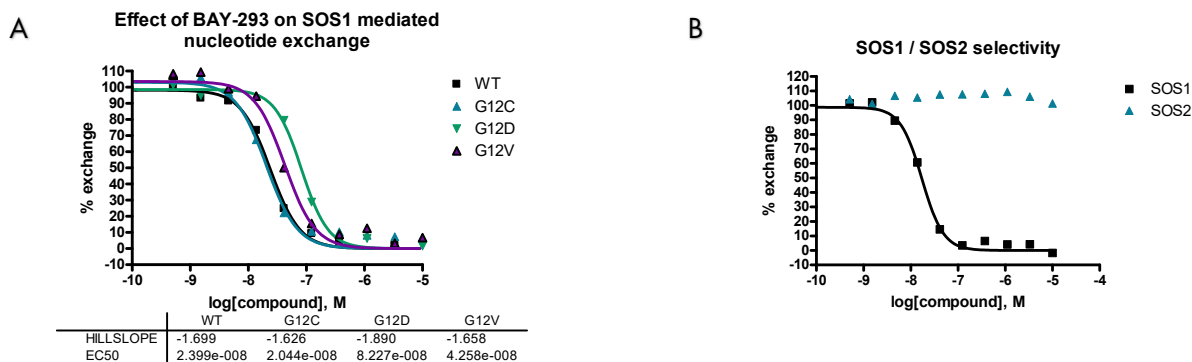 A
Effect of BAY-293 on SOS1 mediated
nucleotide exchange
110
100
90
80
70
60
50
40
30
20
10
0
-10
% exchange
-10 -9 -8 -7 -6 -5
log[compound], M
WT
G12C
G12D
G12V
WT G12C G12D G12V
HILLSLOPE -1.699 -1.626 -1.890 -1.658
EC50 2.399e-008 2.044e-008 8.227e-008 4.258e-008
B
SOS1 / SOS2 selectivity
120
110
100
90
80
70
60
50
40
30
20
10
0
-10
% exchange
-10 -9 -8 -7 -6 -5 -4
log[compound], M
SOS1
SOS2